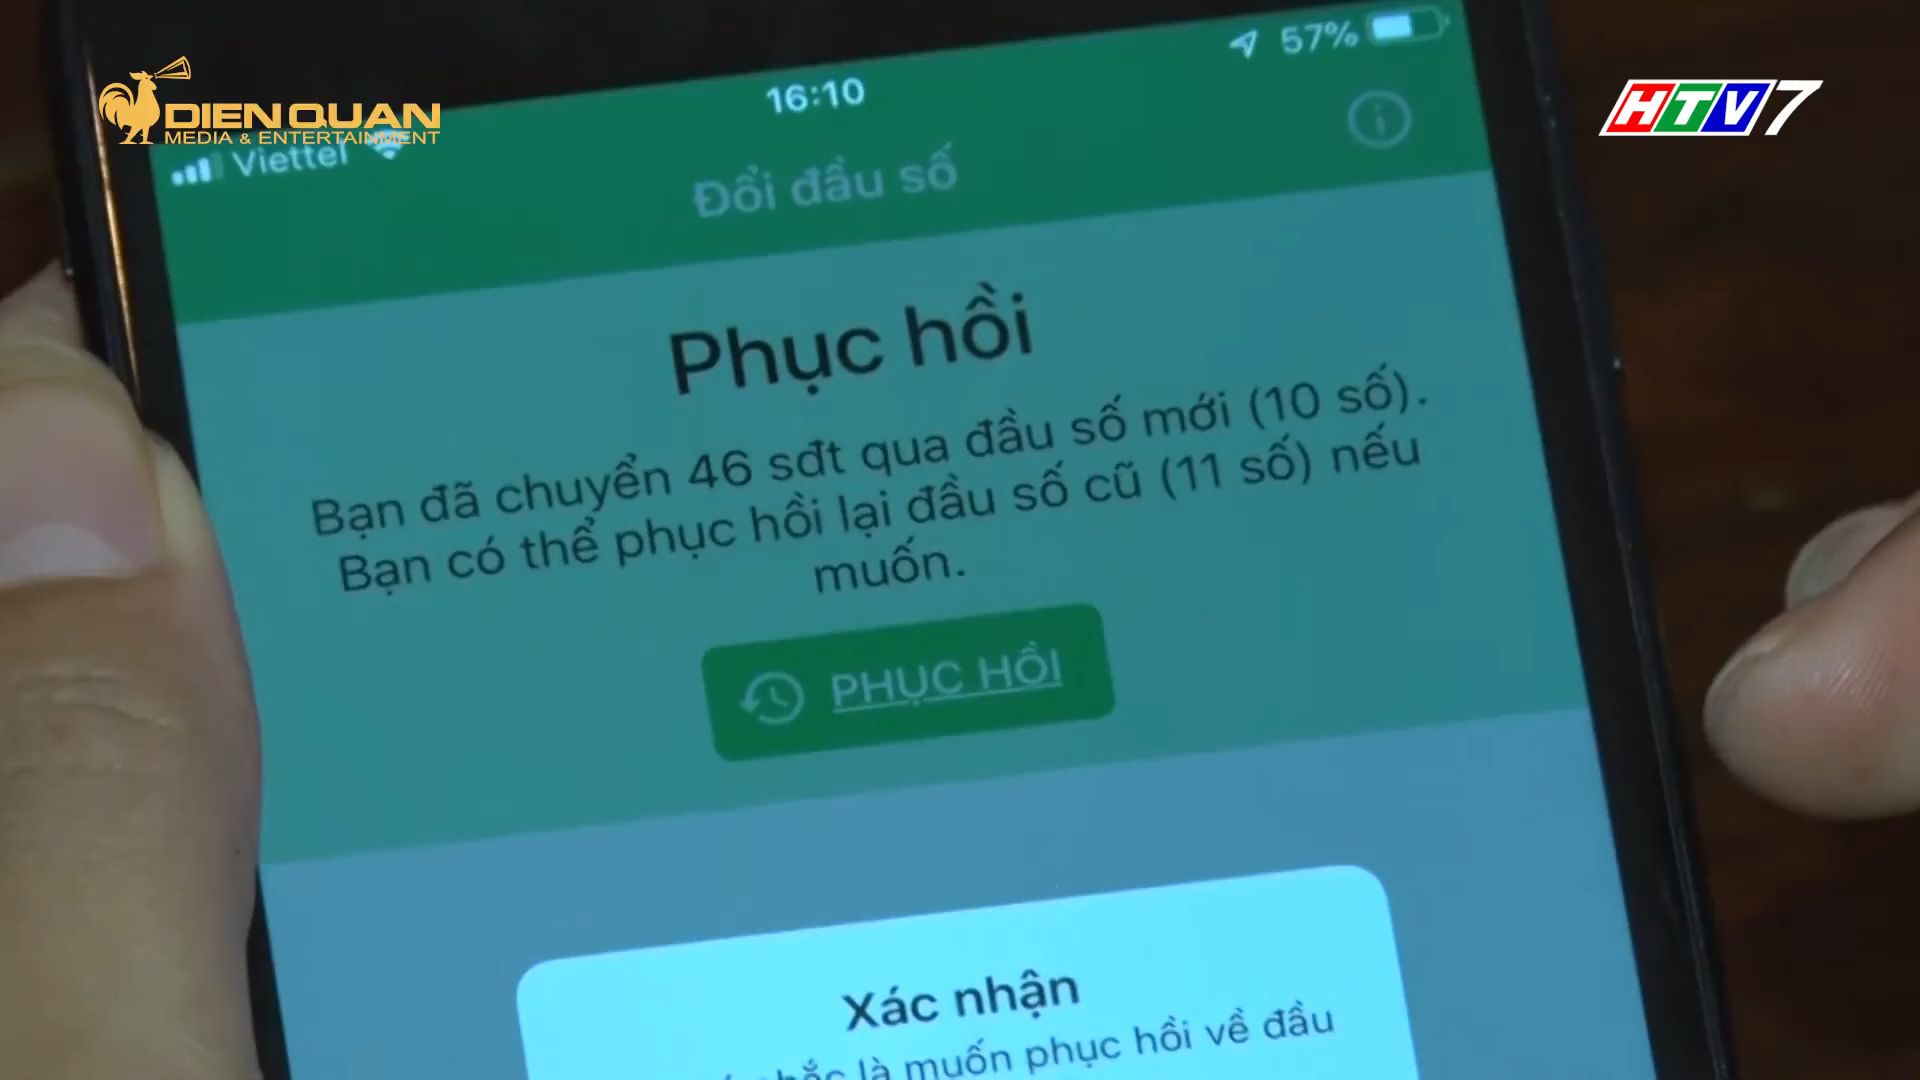 DIEN QUAN
MEDIA & ENTERTAINMENT
HTV7
57%
16:10
Viettel
Đổi đầu số
Phục hồi
Bạn đã chuyển 46 sđt qua đầu số mới (10 số).
Bạn có thể phục hồi lại đầu số cũ (11 số) nếu
muốn.
PHỤC HỒI
Xác nhận
là muốn phục hồi về đầu